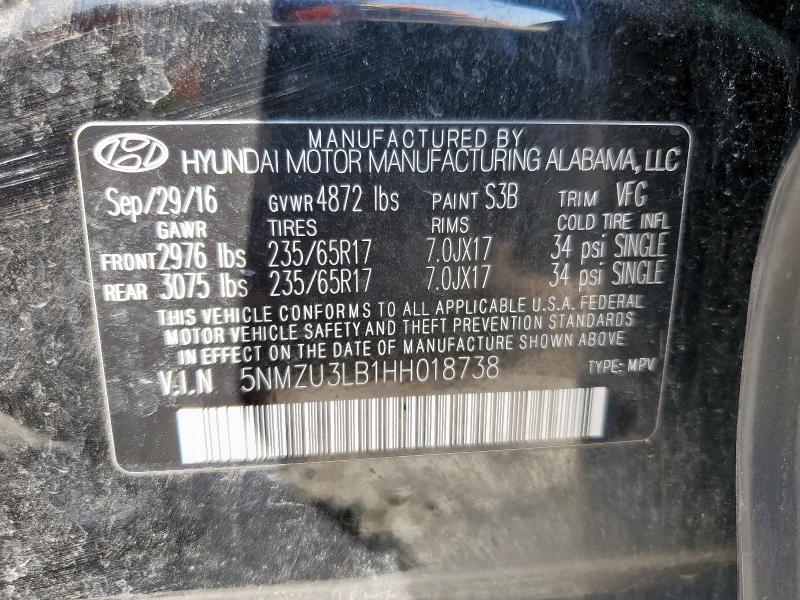 MANUFACTURED BY
HYUNDAI MOTOR MANUFACTURING ALABAMA, LLC
Sep/29/16 GVWR 4872 lbs PAINT S3B TRIM VFG
GAWR TIRES RIMS COLD TIRE INFL
FRONT 2976 lbs 235/65R17 7.0JX17 34 psi SINGLE
REAR 3075 lbs 235/65R17 7.0JX17 34 psi SINGLE
THIS VEHICLE CONFORMS TO ALL APPLICABLE U.S.A. FEDERAL
MOTOR VEHICLE SAFETY AND THEFT PREVENTION STANDARDS
IN EFFECT ON THE DATE OF MANUFACTURE SHOWN ABOVE
V.I.N 5NMZU3LB1HH018738 TYPE: MPV